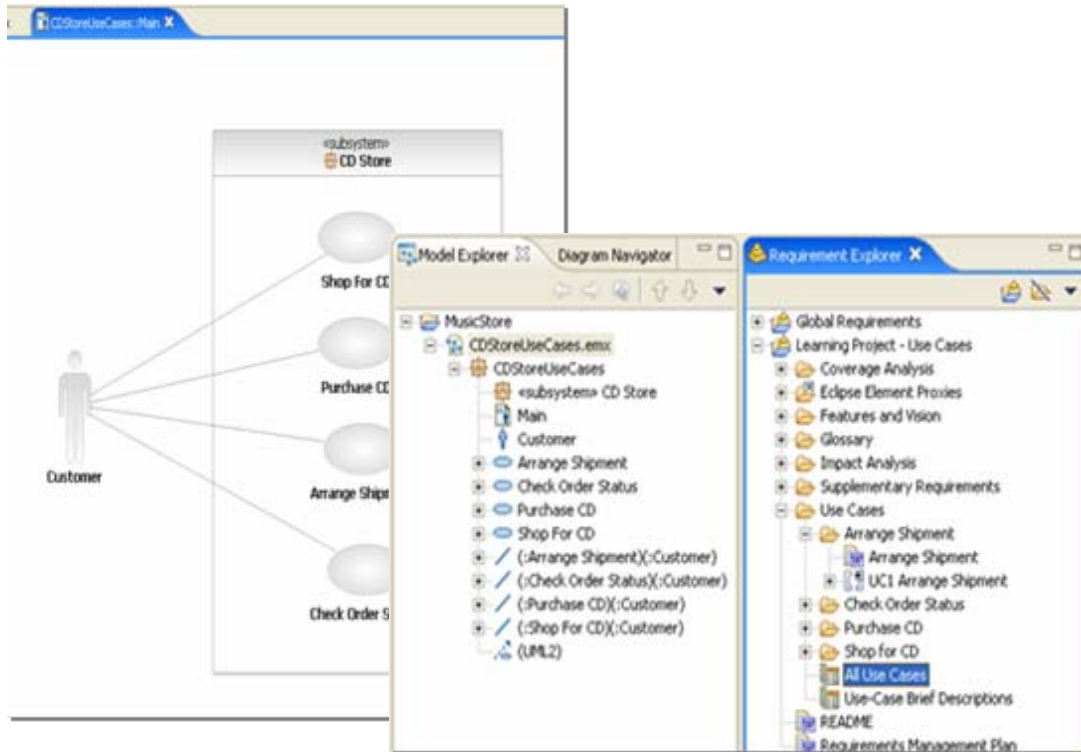 CDStoreUseCases::Main
«subsystem»
CD Store
Shop For CD
Purchase CD
Customer
Arrange Shipm
Check Order S
Model Explorer
Diagram Navigator
MusicStore
CDStoreUseCases.emx
CDStoreUseCases
«subsystem» CD Store
Main
Customer
Arrange Shipment
Check Order Status
Purchase CD
Shop For CD
(:Arrange Shipment)(:Customer)
(:Check Order Status)(:Customer)
(:Purchase CD)(:Customer)
(:Shop For CD)(:Customer)
(UML2)
Requirement Explorer
Global Requirements
Learning Project - Use Cases
Coverage Analysis
Eclipse Element Proxies
Features and Vision
Glossary
Impact Analysis
Supplementary Requirements
Use Cases
Arrange Shipment
Arrange Shipment
UC1 Arrange Shipment
Check Order Status
Purchase CD
Shop for CD
All Use Cases
Use-Case Brief Descriptions
README
Requirements Management Plan